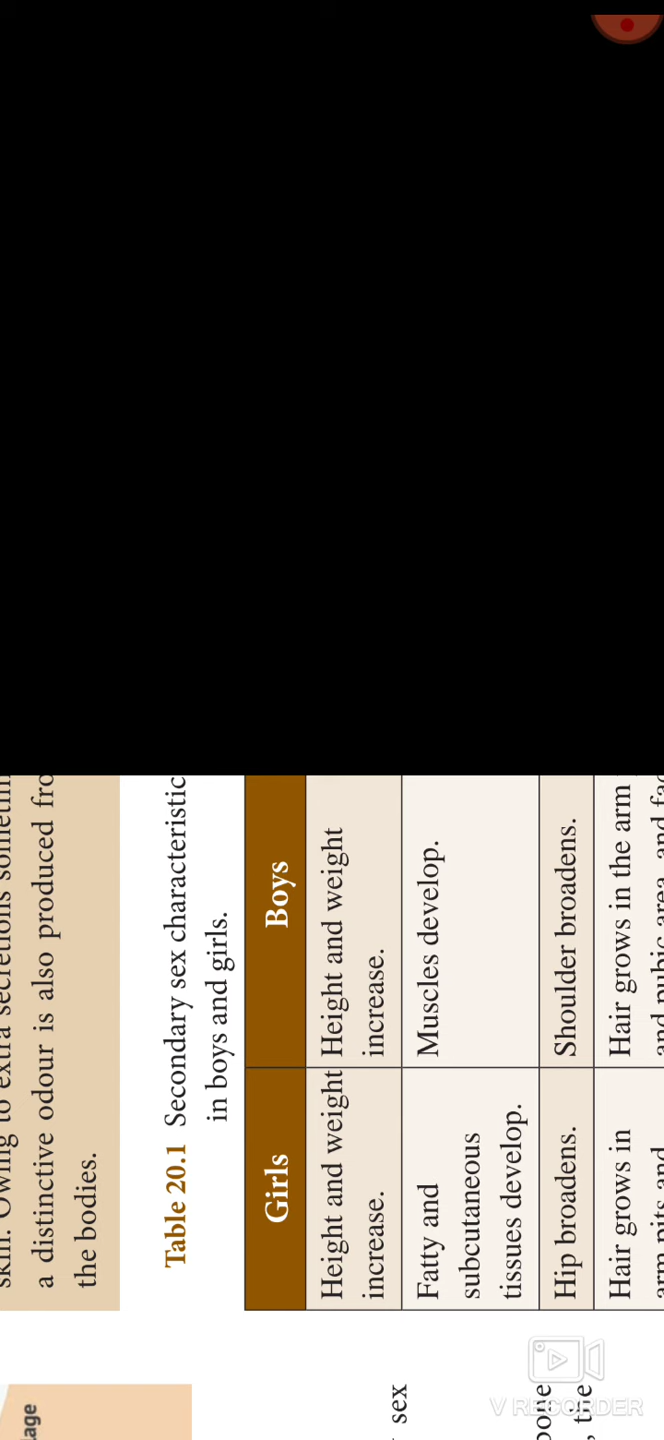 a distinctive odour is also produced
the bodies.
Table 20.1 Secondary sex characteristic
in boys and girls.
Girls
Boys
Height and weight
increase.
Height and weight
increase.
Fatty and
subcutaneous
tissues develop.
Muscles develop.
Hip broadens.
Shoulder broadens.
Hair grows in
Hair grows in the arm
sex
the
V RECORDER